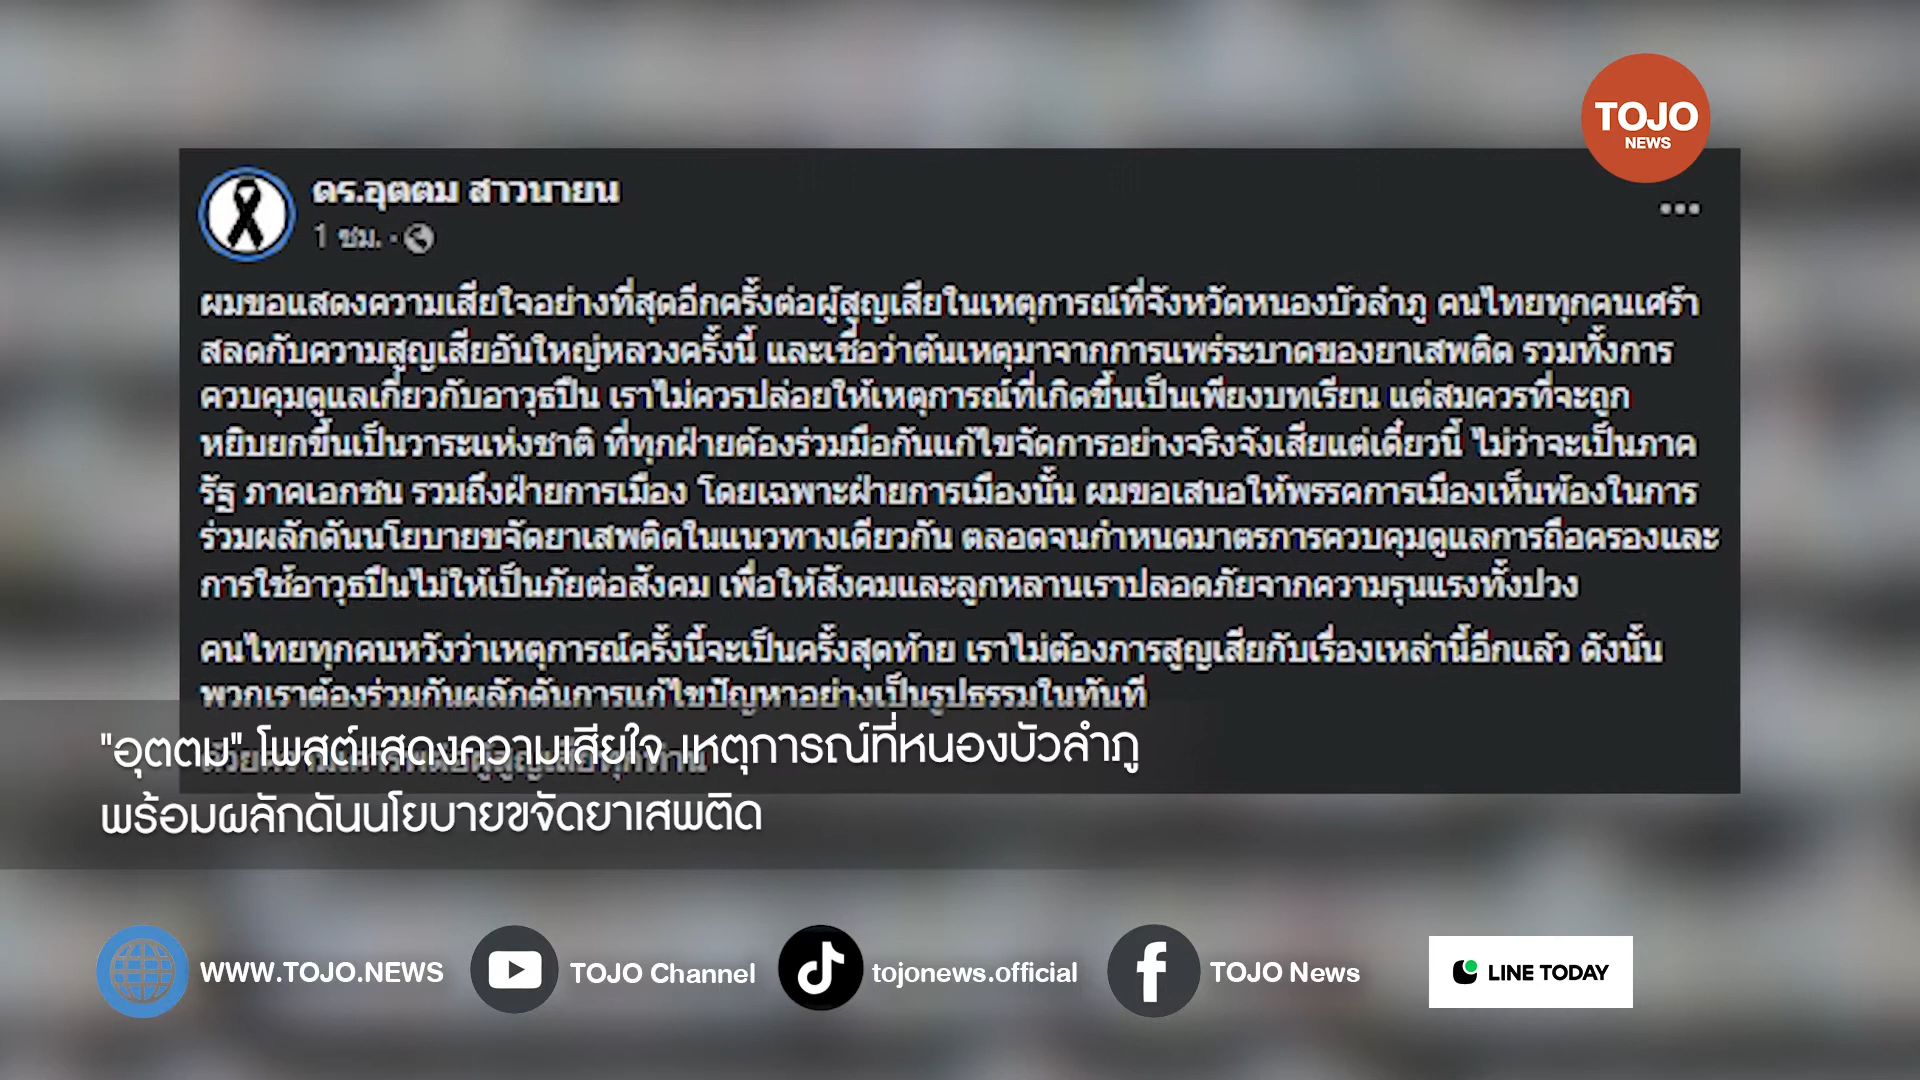 TOJO
NEWS
ดร.อุตตม สาวนายน
1 ชม. ·
ผมขอแสดงความเสียใจอย่างที่สุดอีกครั้งต่อผู้สูญเสียในเหตุการณ์ที่จังหวัดหนองบัวลำภู คนไทยทุกคนเศร้า
สลดกับความสูญเสียอันใหญ่หลวงครั้งนี้ และเชื่อว่าต้นเหตุมาจากการแพร่ระบาดของยาเสพติด รวมทั้งการ
ควบคุมดูแลเกี่ยวกับอาวุธปืน เราไม่ควรปล่อยให้เหตุการณ์ที่เกิดขึ้นเป็นเพียงบทเรียน แต่สมควรที่จะถูก
หยิบยกขึ้นเป็นวาระแห่งชาติ ที่ทุกฝ่ายต้องร่วมมือกันแก้ไขจัดการอย่างจริงจังเสียแต่เดี๋ยวนี้ ไม่ว่าจะเป็นภาค
รัฐ ภาคเอกชน รวมถึงฝ่ายการเมือง โดยเฉพาะฝ่ายการเมืองนั้น ผมขอเสนอให้พรรคการเมืองเห็นพ้องในการ
ร่วมผลักดันนโยบายขจัดยาเสพติดในแนวทางเดียวกัน ตลอดจนกำหนดมาตรการควบคุมดูแลการถือครองและ
การใช้อาวุธปืนไม่ให้เป็นภัยต่อสังคม เพื่อให้สังคมและลูกหลานเราปลอดภัยจากความรุนแรงทั้งปวง
คนไทยทุกคนหวังว่าเหตุการณ์ครั้งนี้จะเป็นครั้งสุดท้าย เราไม่ต้องการสูญเสียกับเรื่องเหล่านี้อีกแล้ว ดังนั้น
พวกเราต้องร่วมกันผลักดันการแก้ไขปัญหาอย่างเป็นรูปธรรมในทันที
"อุตตม" โพสต์แสดงความเสียใจ เหตุการณ์ที่หนองบัวลำภู
พร้อมผลักดันนโยบายขจัดยาเสพติด
WWW.TOJO.NEWS
TOJO Channel
tojonews.official
TOJO News
LINE TODAY